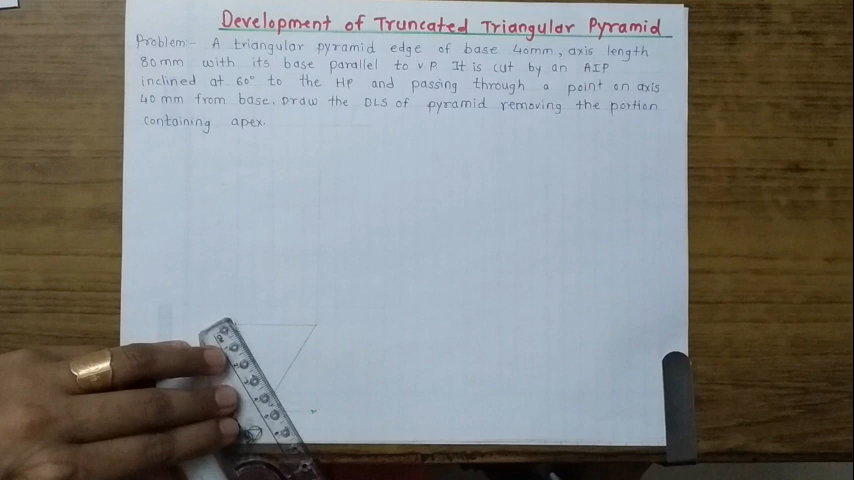 Development of Truncated Triangular Pyramid
Problem:- A triangular pyramid edge of base 40mm, axis length
80mm with its base parallel to V.P. It is cut by an AIP
inclined at 60° to the HP and passing through a point on axis
40 mm from base. Draw the DLS of pyramid removing the portion
containing apex.